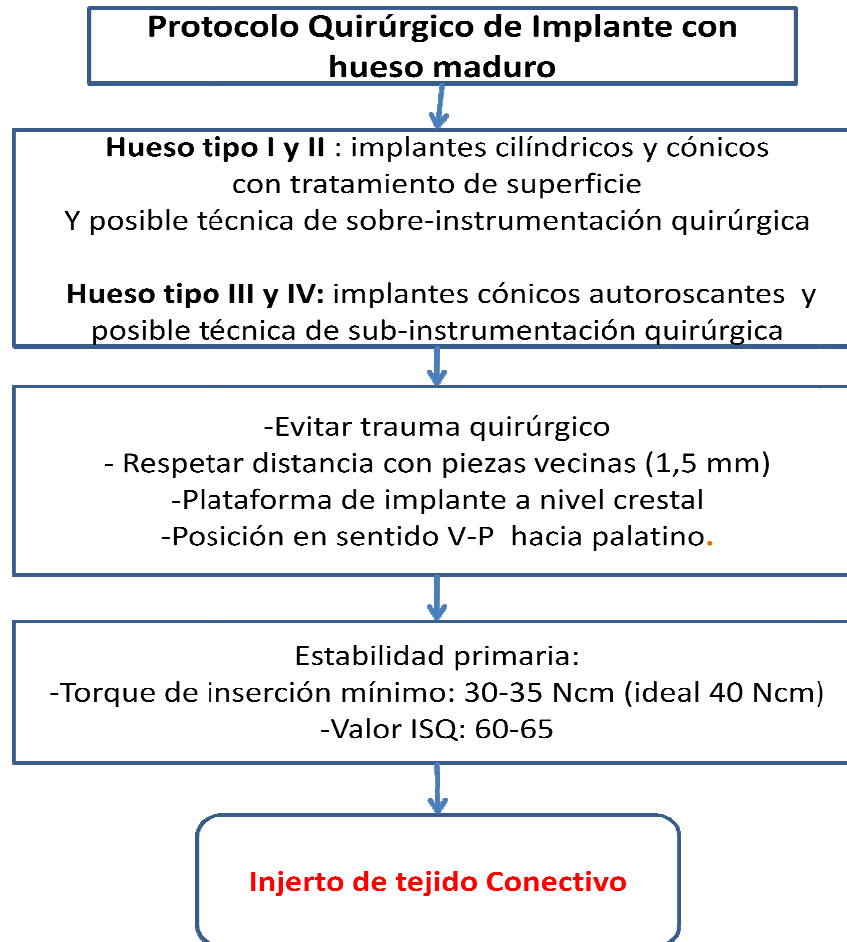 Protocolo Quirúrgico de Implante con
hueso maduro
Hueso tipo I y II : implantes cilíndricos y cónicos
con tratamiento de superficie
Y posible técnica de sobre-instrumentación quirúrgica
Hueso tipo III y IV: implantes cónicos autoroscantes y
posible técnica de sub-instrumentación quirúrgica
-Evitar trauma quirúrgico
- Respetar distancia con piezas vecinas (1,5 mm)
-Plataforma de implante a nivel crestal
-Posición en sentido V-P hacia palatino.
Estabilidad primaria:
-Torque de inserción mínimo: 30-35 Ncm (ideal 40 Ncm)
-Valor ISQ: 60-65
Injerto de tejido Conectivo